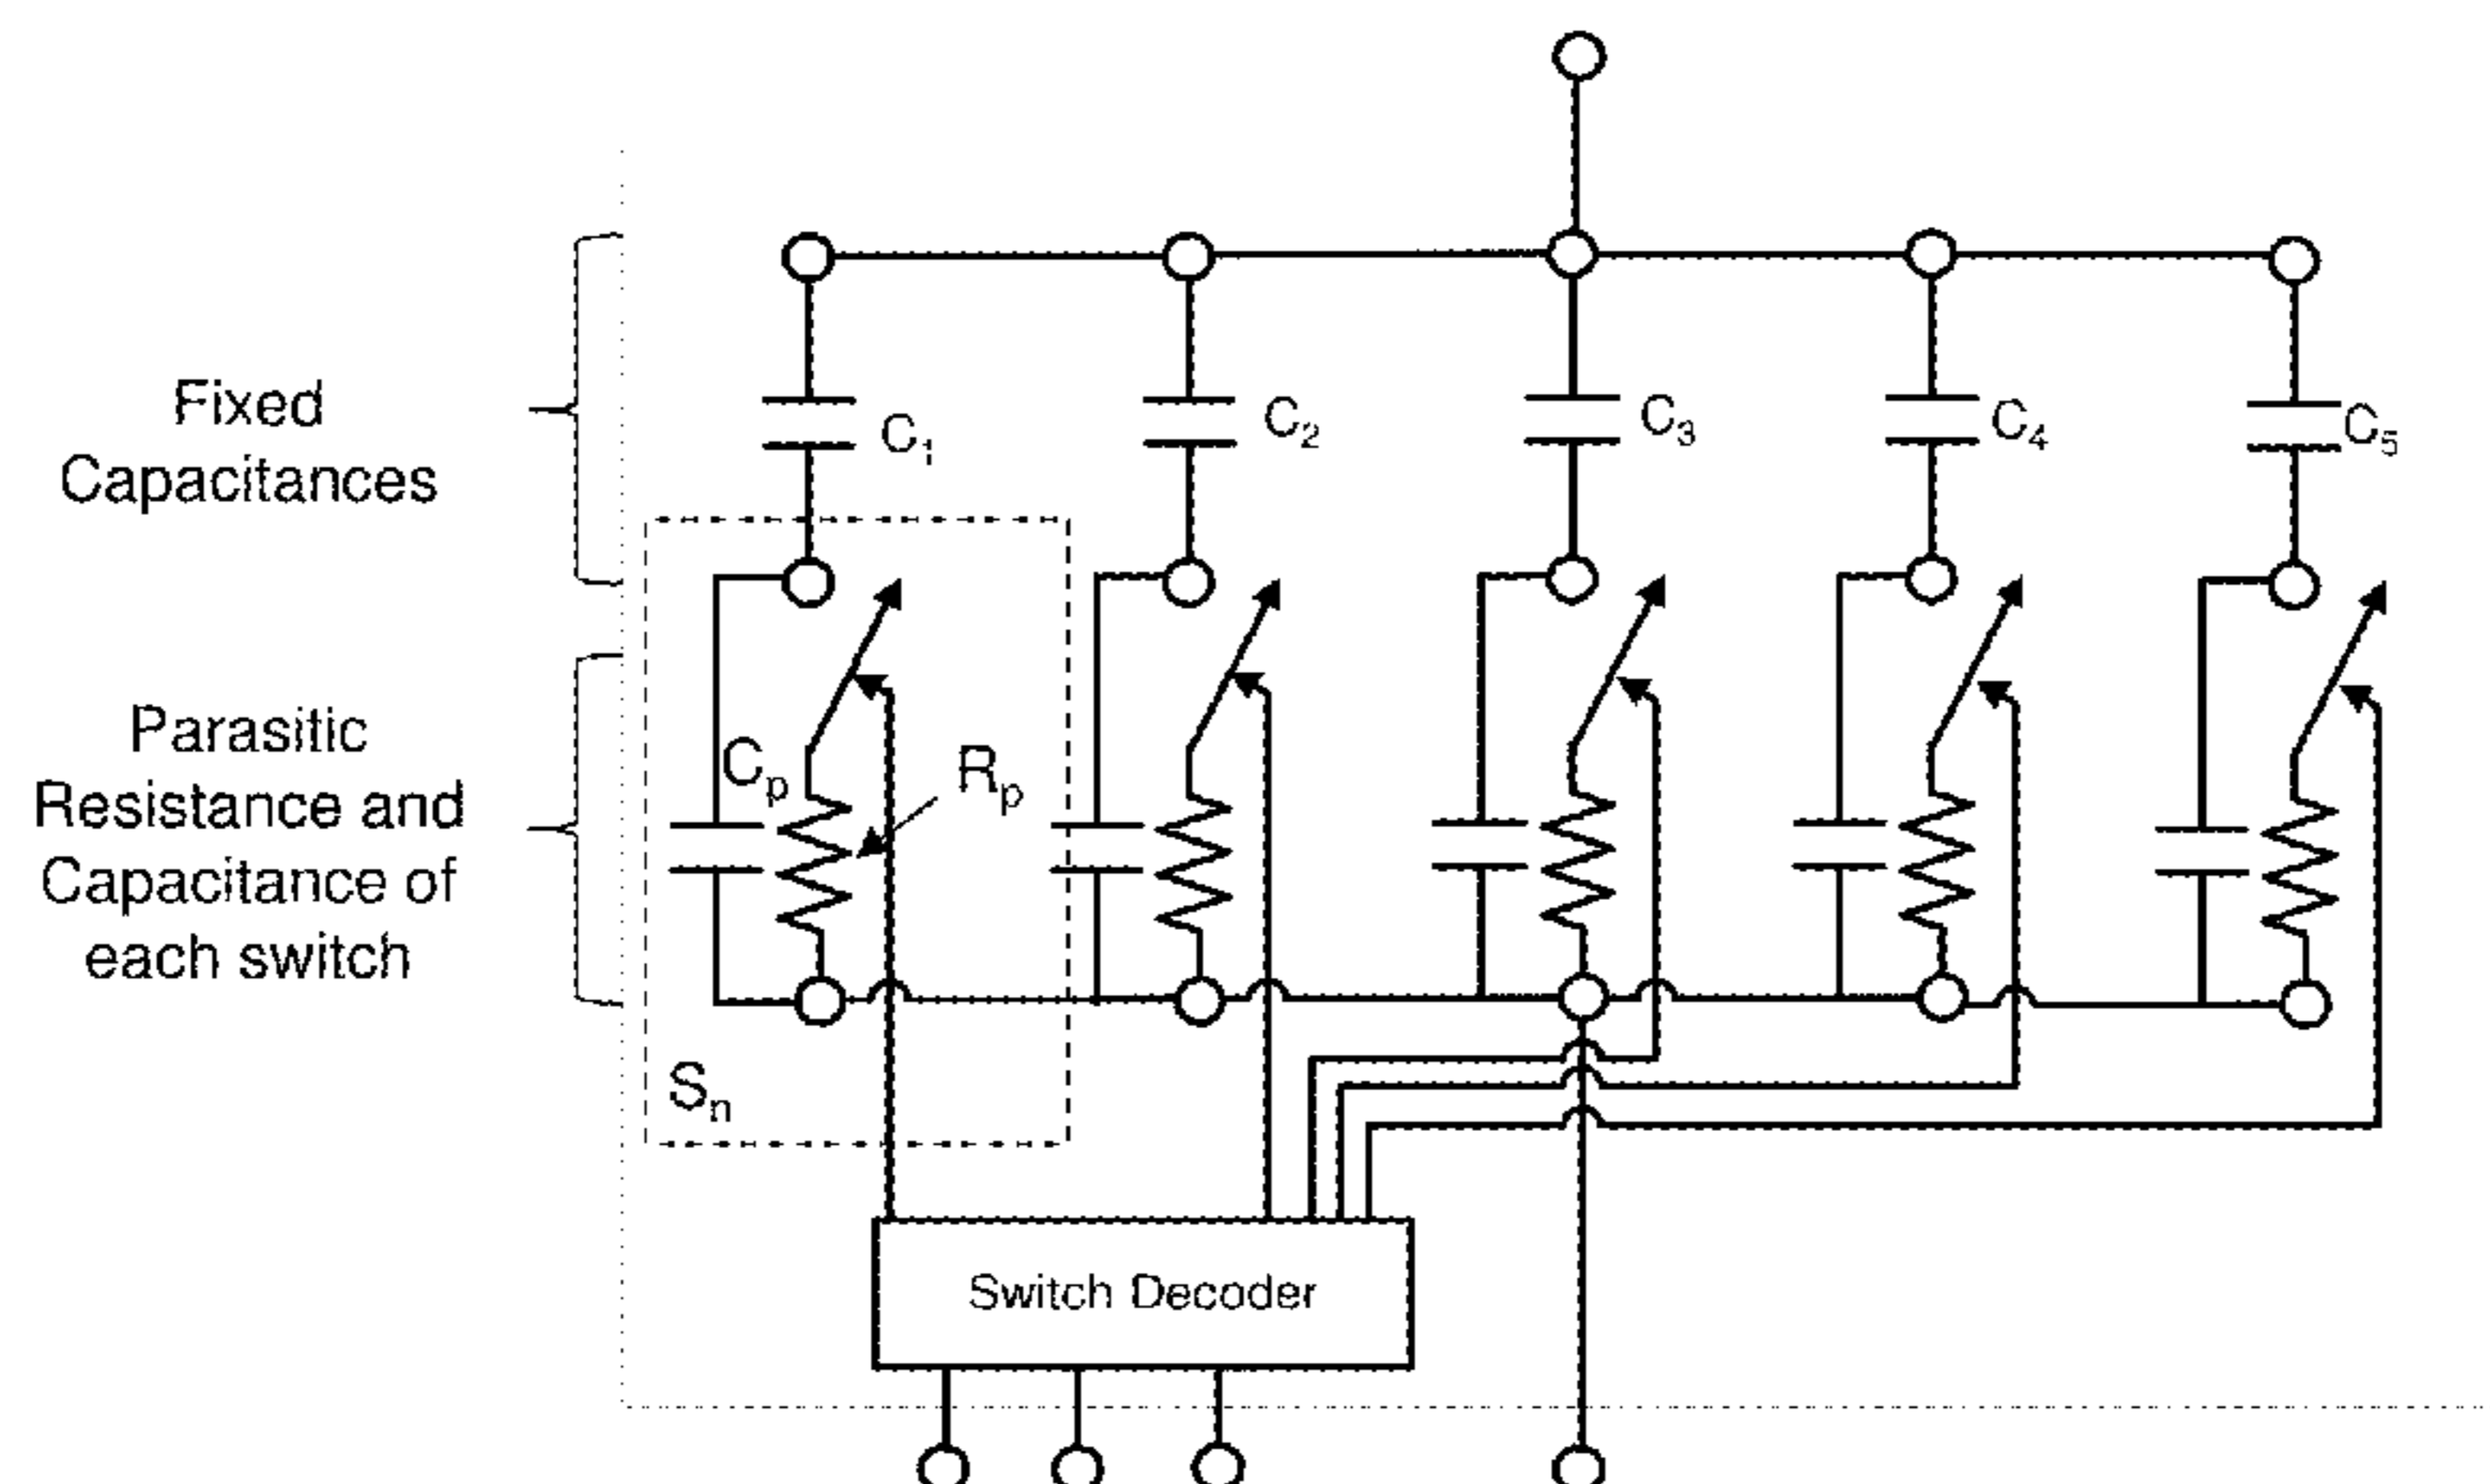 Fixed
Capacitances
C₁
C₂
C₃
C₄
C₅
Parasitic
Resistance and
Capacitance of
each switch
Cₚ
Rₚ
Sₙ
Switch Decoder